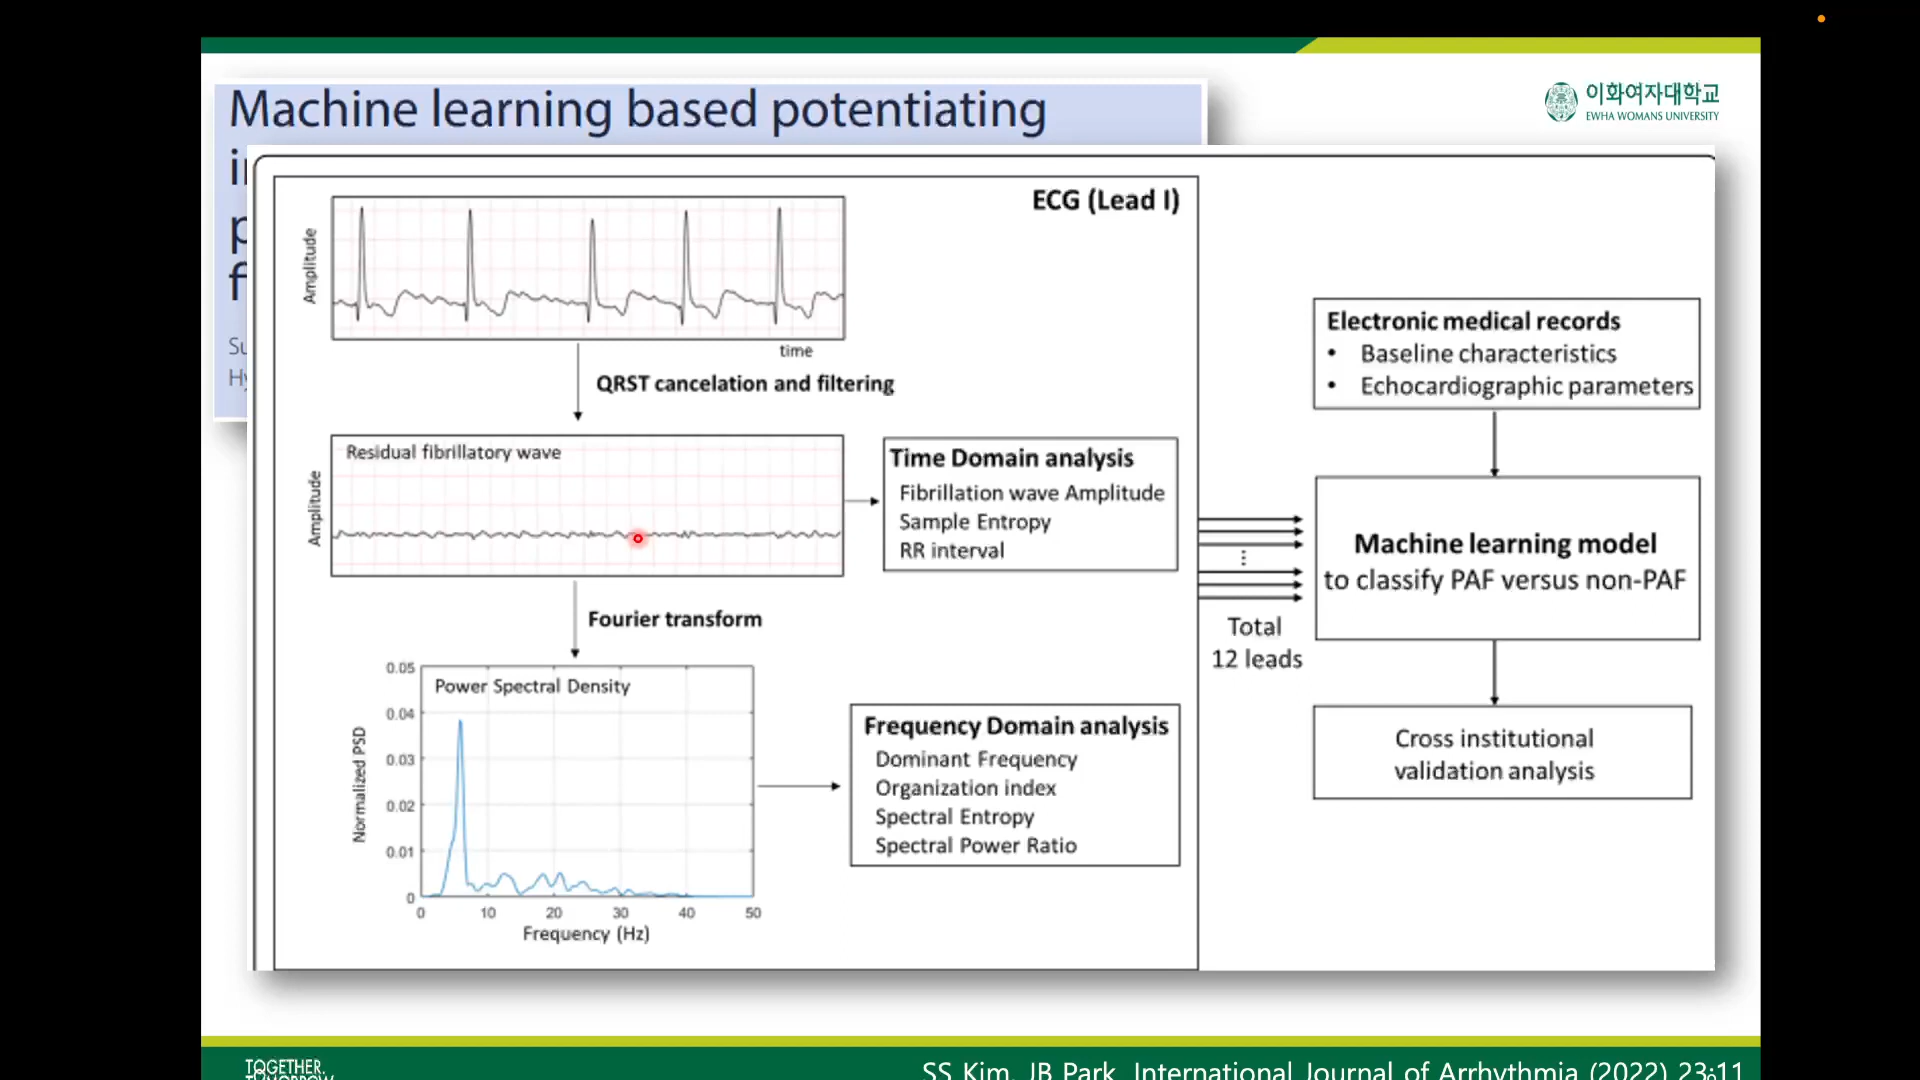 이화여자대학교
EWHA WOMANS UNIVERSITY
Machine learning based potentiating
ECG (Lead I)
Amplitude
time
QRST cancelation and filtering
Residual fibrillatory wave
Amplitude
Time Domain analysis
Fibrillation wave Amplitude
Sample Entropy
RR interval
Fourier transform
Power Spectral Density
Normalized PSD
0.05
0.04
0.03
0.02
0.01
0
0 10 20 30 40 50
Frequency (Hz)
Frequency Domain analysis
Dominant Frequency
Organization index
Spectral Entropy
Spectral Power Ratio
Total
12 leads
Electronic medical records
• Baseline characteristics
• Echocardiographic parameters
Machine learning model
to classify PAF versus non-PAF
Cross institutional
validation analysis
TOGETHER.
TOMORROW
SS Kim, JB Park, International Journal of Arrhythmia (2022) 23:11